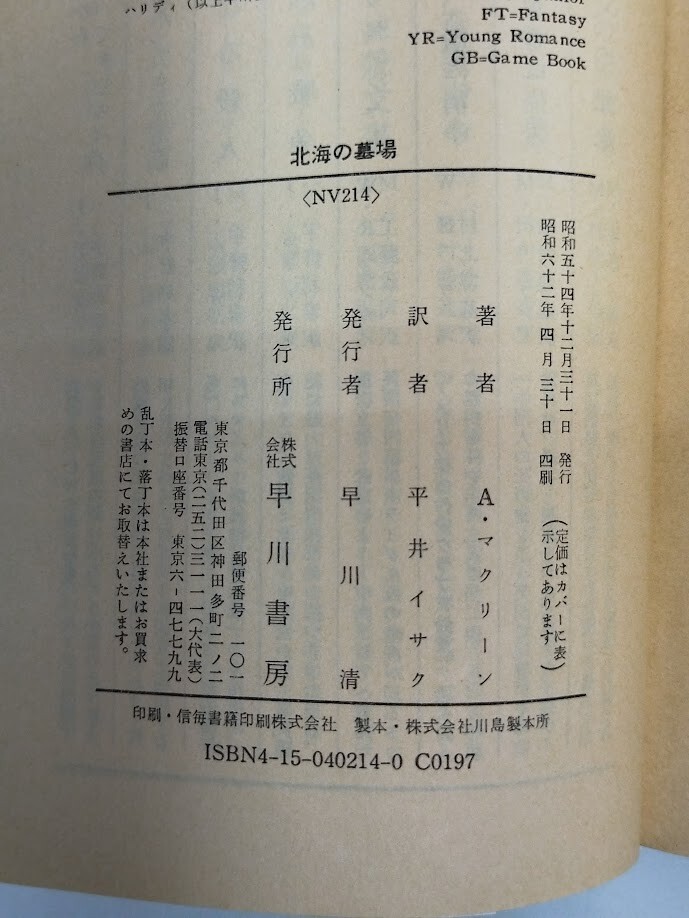 ハリディ(以上
FT=Fantasy
YR=Young Romance
GB=Game Book
北海の墓場
〈NV214〉
昭和五十四年十二月三十一日 発行
昭和六十二年 四月 三十日 四刷
(定価はカバーに表
示してあります)
著者 A・マクリーン
訳者 平井イサク
発行者 早川 清
発行所 株式会社 早川書房
郵便番号 一〇一
東京都千代田区神田多町二ノ二
電話東京(二五二)三一一一(大代表)
振替口座番号 東京六-四七七九九
乱丁本・落丁本は本社またはお買求
めの書店にてお取替えいたします。
印刷・信毎書籍印刷株式会社 製本・株式会社川島製本所
ISBN4-15-040214-0 C0197